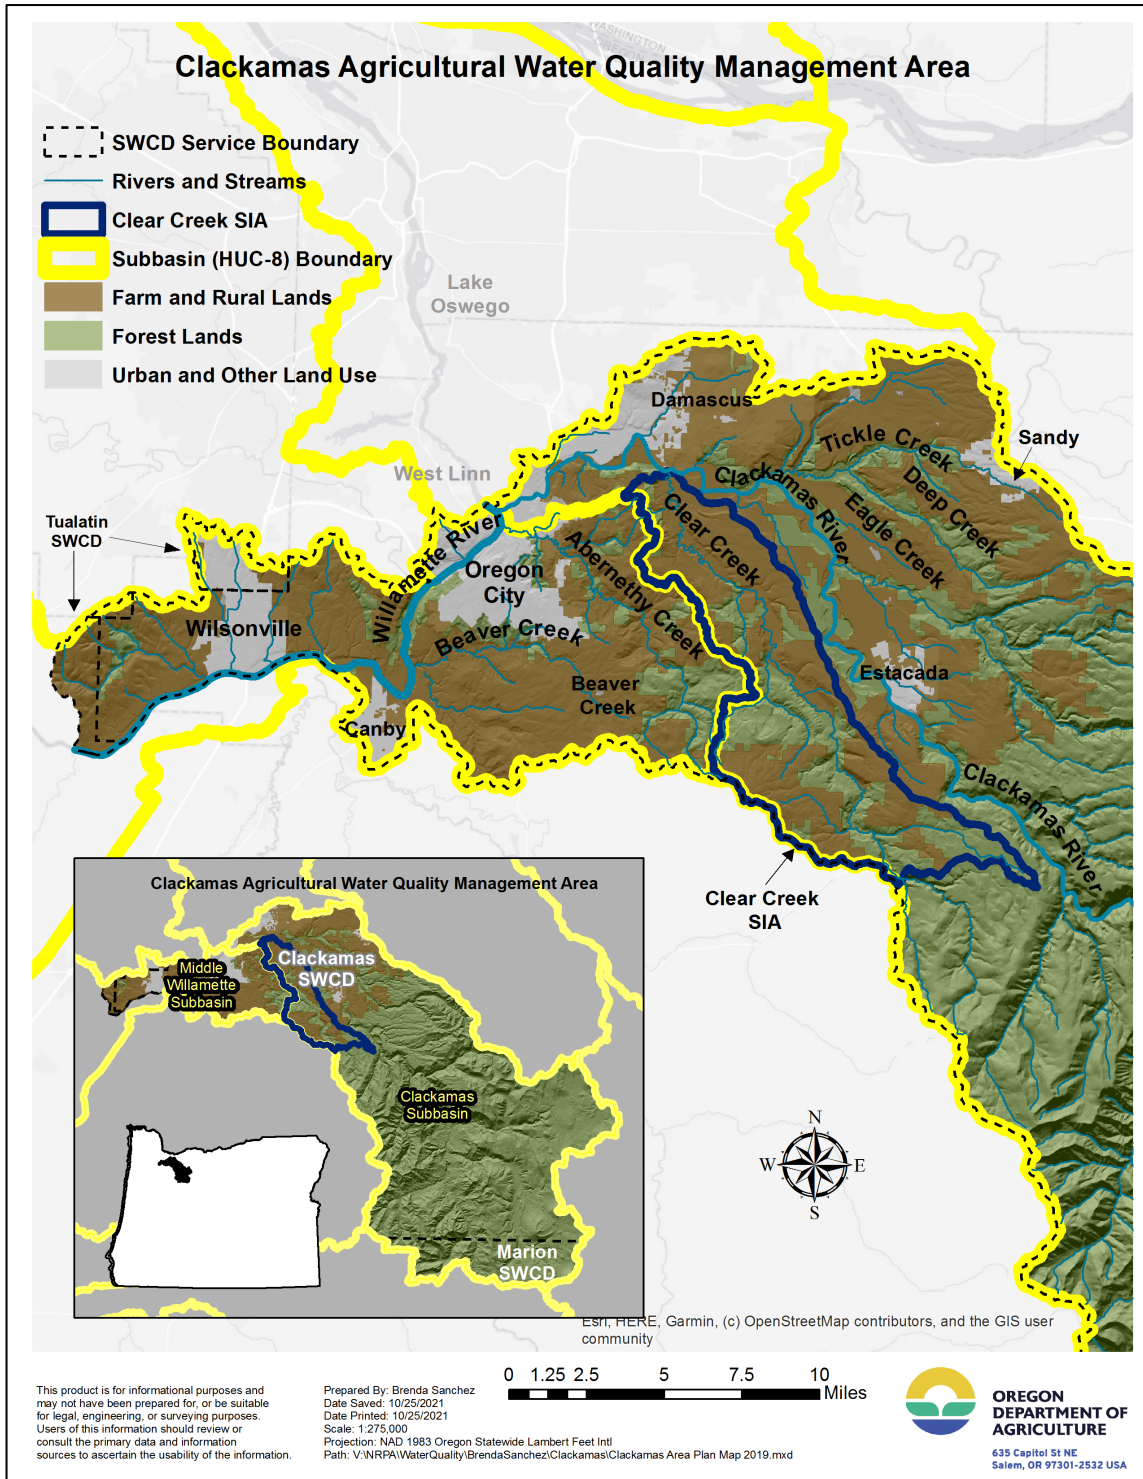 WASHINGTON
OREGON
Clackamas Agricultural Water Quality Management Area
SWCD Service Boundary
Rivers and Streams
Clear Creek SIA
Subbasin (HUC-8) Boundary
Farm and Rural Lands
Forest Lands
Urban and Other Land Use
Lake
Oswego
Damascus
Tickle Creek
Sandy
West Linn
Clackamas River
Deep Creek
Eagle Creek
Clear Creek
Tualatin
SWCD
Willamette River
Abernethy Creek
Oregon
City
Wilsonville
Beaver Creek
Estacada
Beaver
Creek
Canby
Clackamas River
Clear Creek
SIA
Clackamas Agricultural Water Quality Management Area
Clackamas
SWCD
Middle
Willamette
Subbasin
Clackamas
Subbasin
Marion
SWCD
N
W
E
S
Esri, HERE, Garmin, (c) OpenStreetMap contributors, and the GIS user
community
0 1.25 2.5 5 7.5 10
Miles
This product is for informational purposes and
may not have been prepared for, or be suitable
for legal, engineering, or surveying purposes.
Users of this information should review or
consult the primary data and information
sources to ascertain the usability of the information.
Prepared By: Brenda Sanchez
Date Saved: 10/25/2021
Date Printed: 10/25/2021
Scale: 1:275,000
Projection: NAD 1983 Oregon Statewide Lambert Feet Intl
Path: V:\NRPA\WaterQuality\BrendaSanchez\Clackamas\Clackamas Area Plan Map 2019.mxd
OREGON
DEPARTMENT OF
AGRICULTURE
635 Capitol St NE
Salem, OR 97301-2532 USA